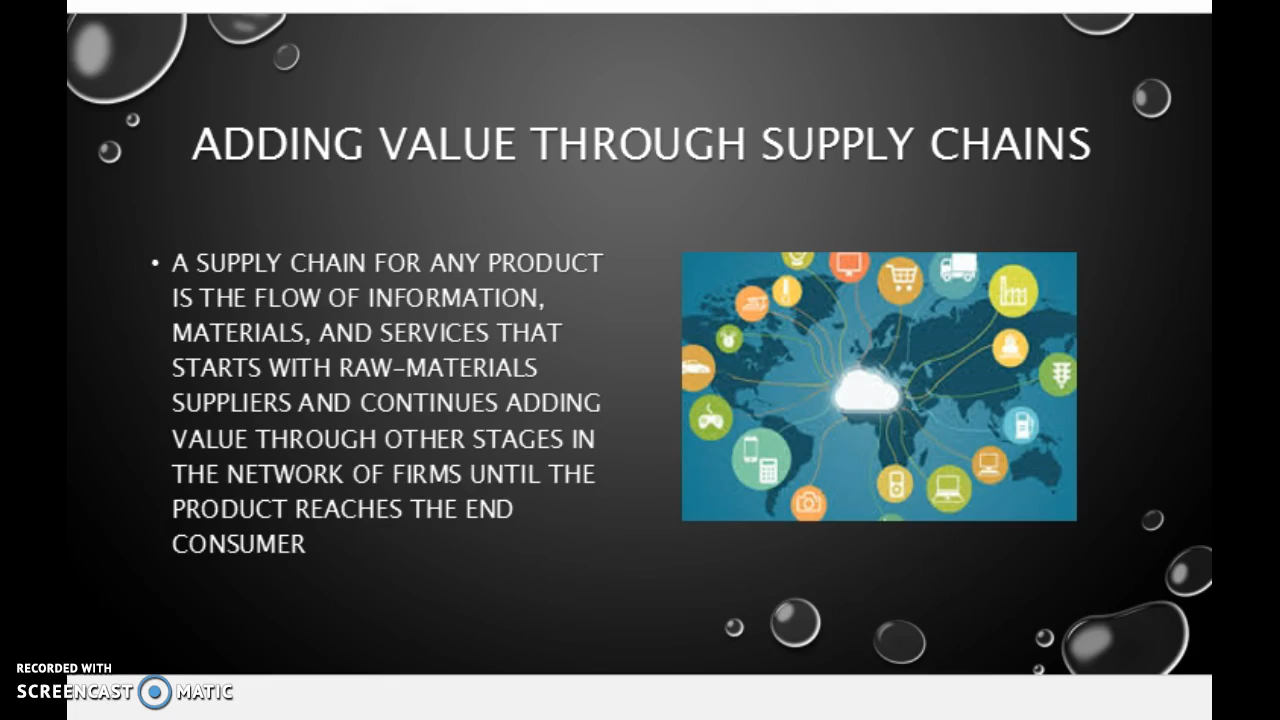 ADDING VALUE THROUGH SUPPLY CHAINS
• A SUPPLY CHAIN FOR ANY PRODUCT
IS THE FLOW OF INFORMATION,
MATERIALS, AND SERVICES THAT
STARTS WITH RAW-MATERIALS
SUPPLIERS AND CONTINUES ADDING
VALUE THROUGH OTHER STAGES IN
THE NETWORK OF FIRMS UNTIL THE
PRODUCT REACHES THE END
CONSUMER
RECORDED WITH
SCREENCAST MATIC